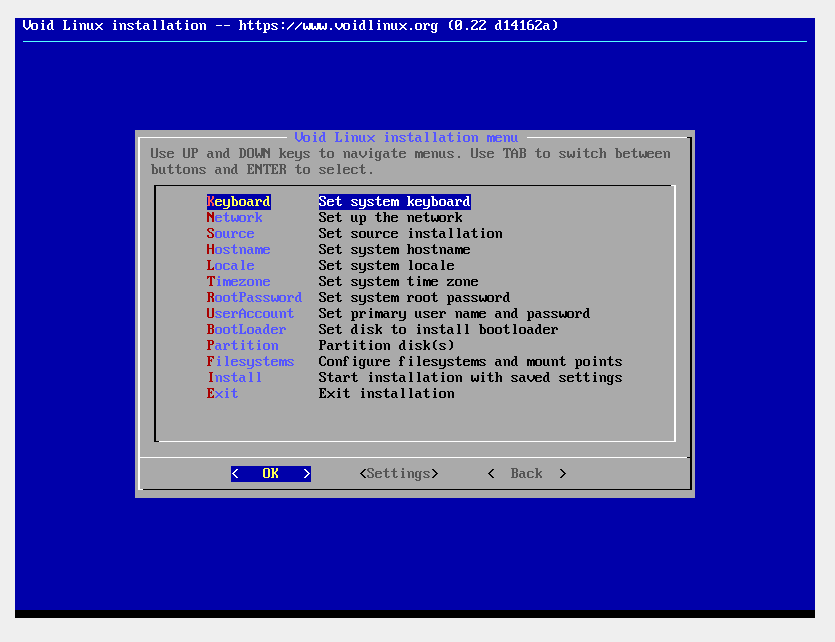 Void Linux installation -- https://www.voidlinux.org (0.22 d14162a)
Void Linux installation menu
Use UP and DOWN keys to navigate menus. Use TAB to switch between
buttons and ENTER to select.
Keyboard Set system keyboard
Network Set up the network
Source Set source installation
Hostname Set system hostname
Locale Set system locale
Timezone Set system time zone
RootPassword Set system root password
UserAccount Set primary user name and password
BootLoader Set disk to install bootloader
Partition Partition disk(s)
Filesystems Configure filesystems and mount points
Install Start installation with saved settings
Exit Exit installation
< OK > <Settings> < Back >